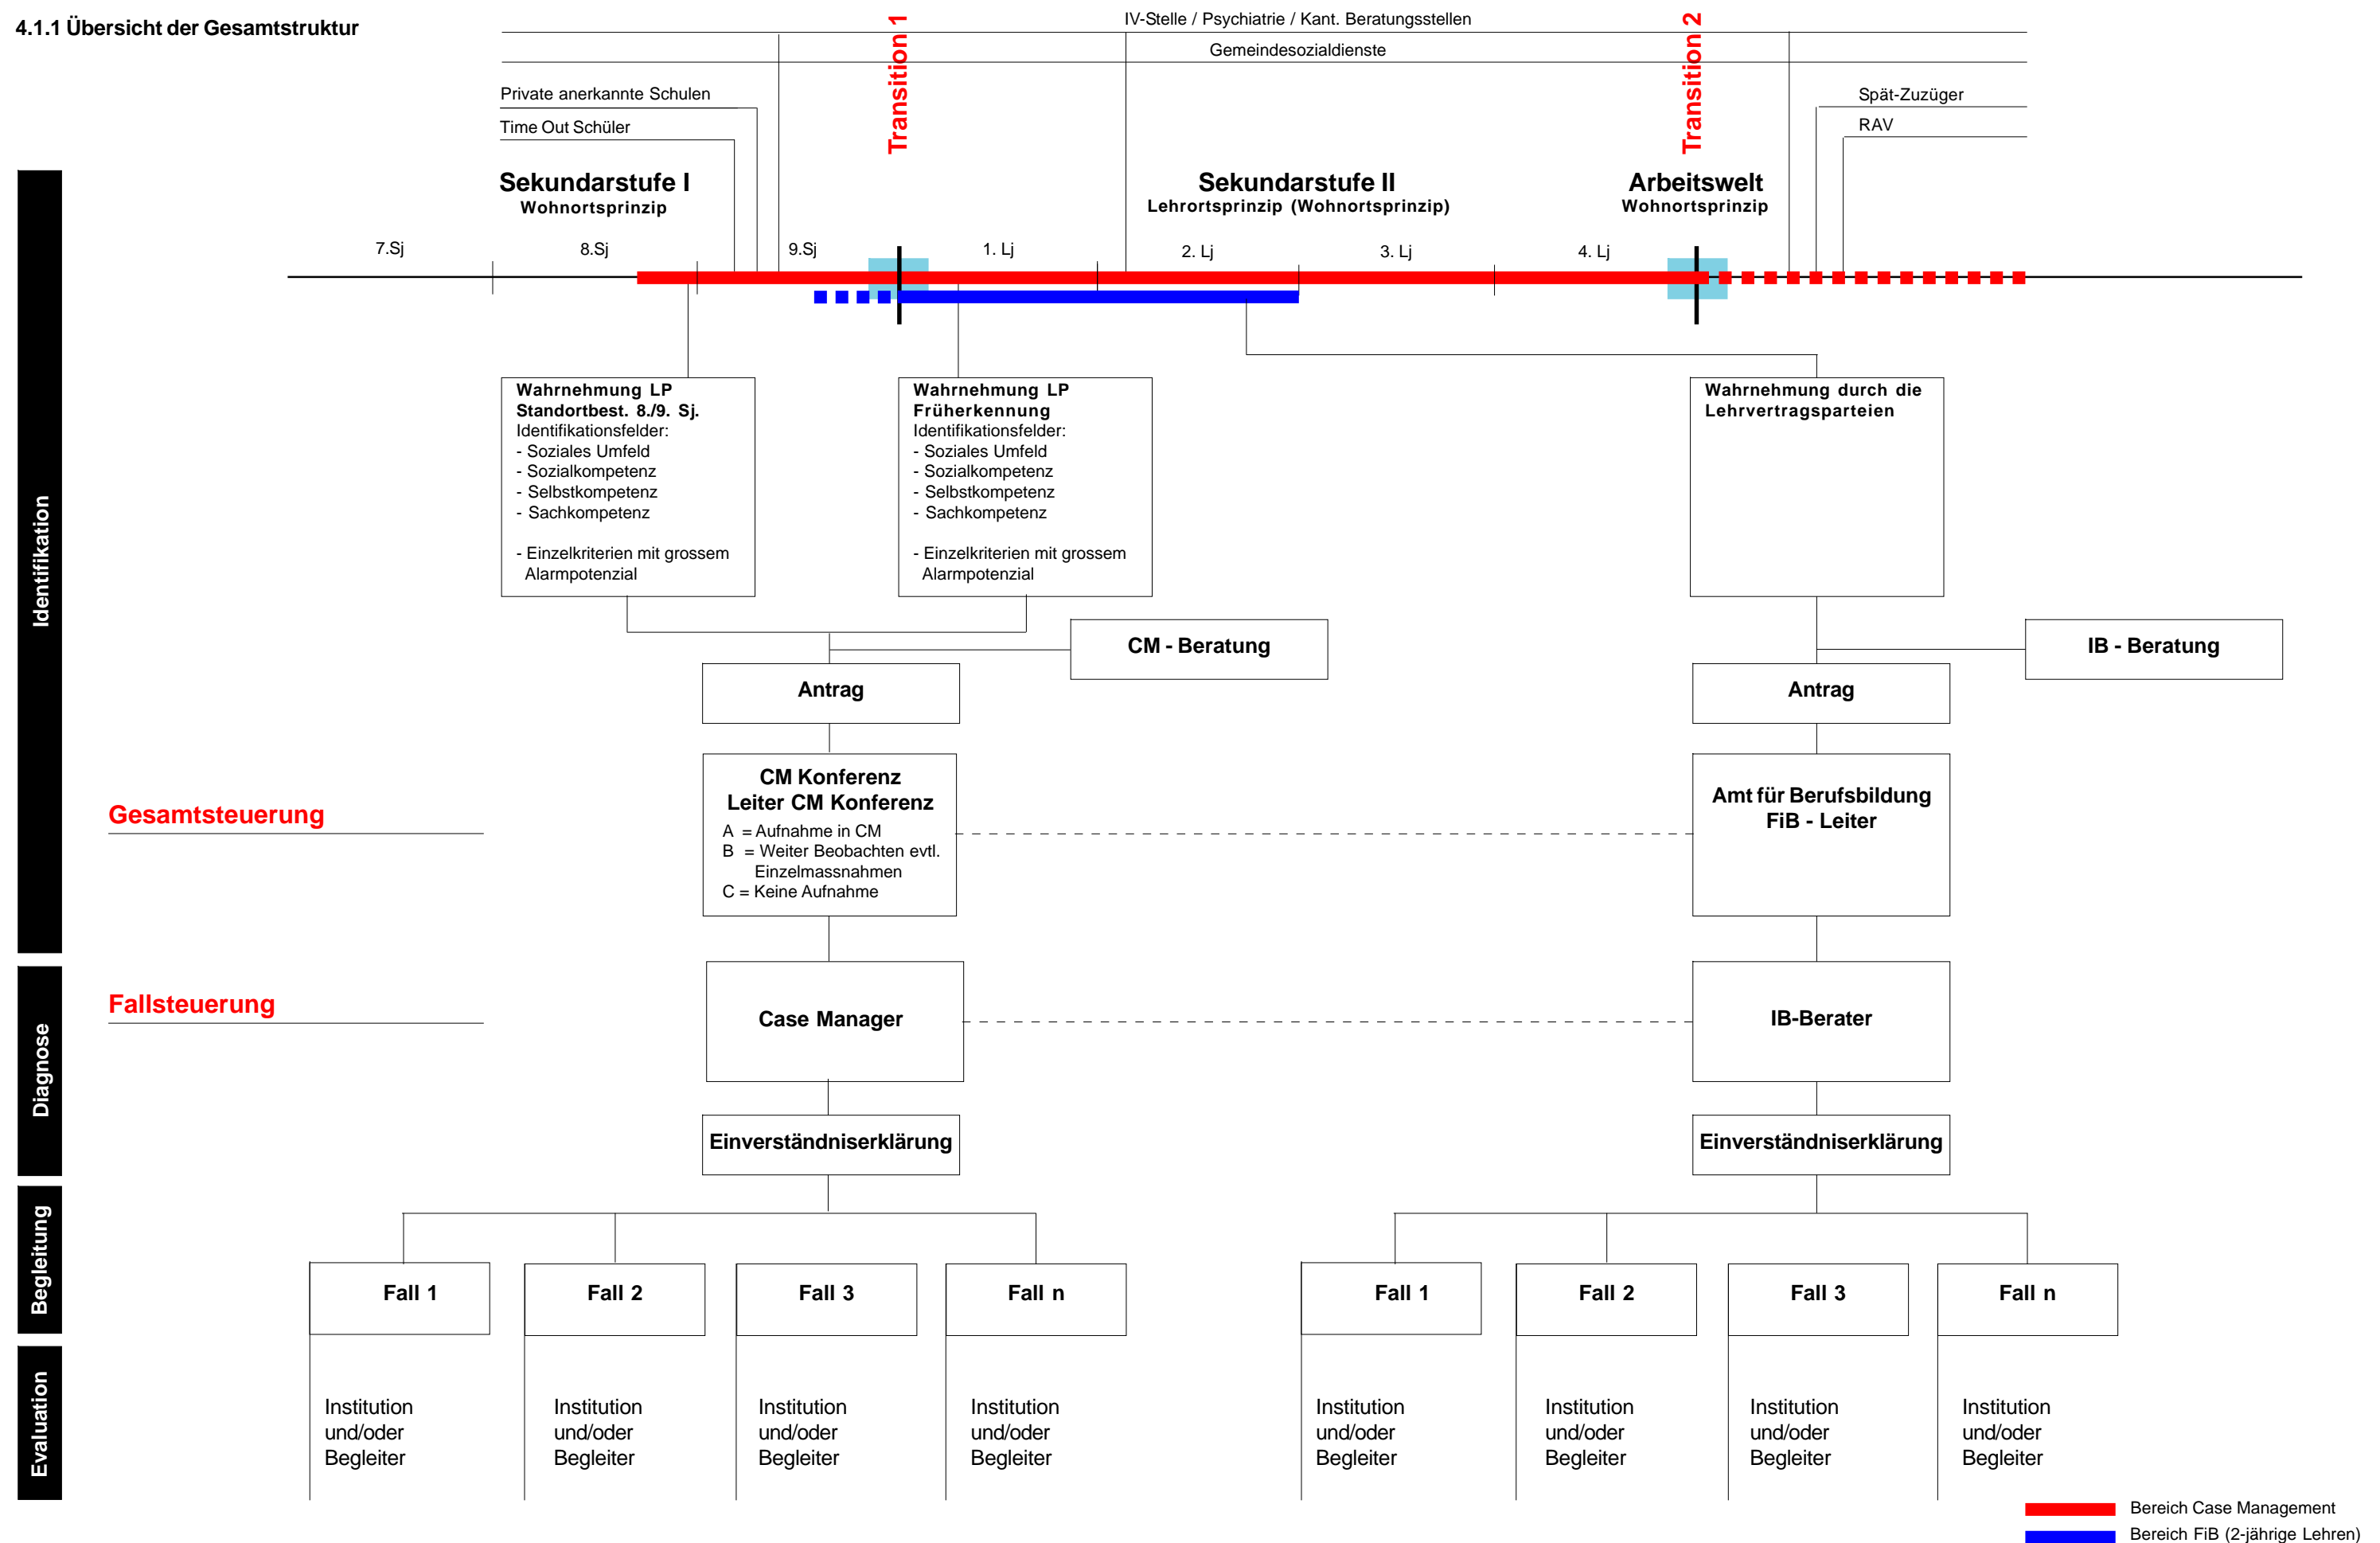 4.1.1 Übersicht der Gesamtstruktur
IV-Stelle / Psychiatrie / Kant. Beratungsstellen
Gemeindesozialdienste
Transition 1
Transition 2
Private anerkannte Schulen
Time Out Schüler
Spät-Zuzüger
RAV
Sekundarstufe I
Wohnortsprinzip
Sekundarstufe II
Lehrortsprinzip (Wohnortsprinzip)
Arbeitswelt
Wohnortsprinzip
7.Sj
8.Sj
9.Sj
1. Lj
2. Lj
3. Lj
4. Lj
Identifikation
Wahrnehmung LP
Standortbest. 8./9. Sj.
Identifikationsfelder:
- Soziales Umfeld
- Sozialkompetenz
- Selbstkompetenz
- Sachkompetenz
- Einzelkriterien mit grossem
Alarmpotenzial
Wahrnehmung LP
Früherkennung
Identifikationsfelder:
- Soziales Umfeld
- Sozialkompetenz
- Selbstkompetenz
- Sachkompetenz
- Einzelkriterien mit grossem
Alarmpotenzial
Wahrnehmung durch die
Lehrvertragsparteien
CM - Beratung
IB - Beratung
Antrag
Antrag
Gesamtsteuerung
CM Konferenz
Leiter CM Konferenz
A = Aufnahme in CM
B = Weiter Beobachten evtl.
Einzelmassnahmen
C = Keine Aufnahme
Amt für Berufsbildung
FiB - Leiter
Diagnose
Fallsteuerung
Case Manager
IB-Berater
Einverständniserklärung
Einverständniserklärung
Begleitung
Fall 1
Fall 2
Fall 3
Fall n
Fall 1
Fall 2
Fall 3
Fall n
Evaluation
Institution
und/oder
Begleiter
Institution
und/oder
Begleiter
Institution
und/oder
Begleiter
Institution
und/oder
Begleiter
Institution
und/oder
Begleiter
Institution
und/oder
Begleiter
Institution
und/oder
Begleiter
Institution
und/oder
Begleiter
Bereich Case Management
Bereich FiB (2-jährige Lehren)